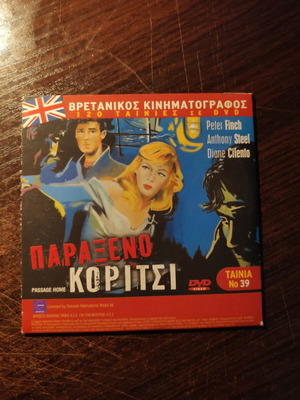 ΒΡΕΤΑΝΙΚΟΣ ΚΙΝΗΜΑΤΟΓΡΑΦΟΣ
120 ΤΑΙΝΙΕΣ ΣΕ DVD
Peter Finch
Anthony Steel
Diane Cilento
ΠΑΡΑΞΕΝΟ
ΚΟΡΙΤΣΙ
PASSAGE HOME
DVD
VIDEO
ΤΑΙΝΙΑ
Νο 39